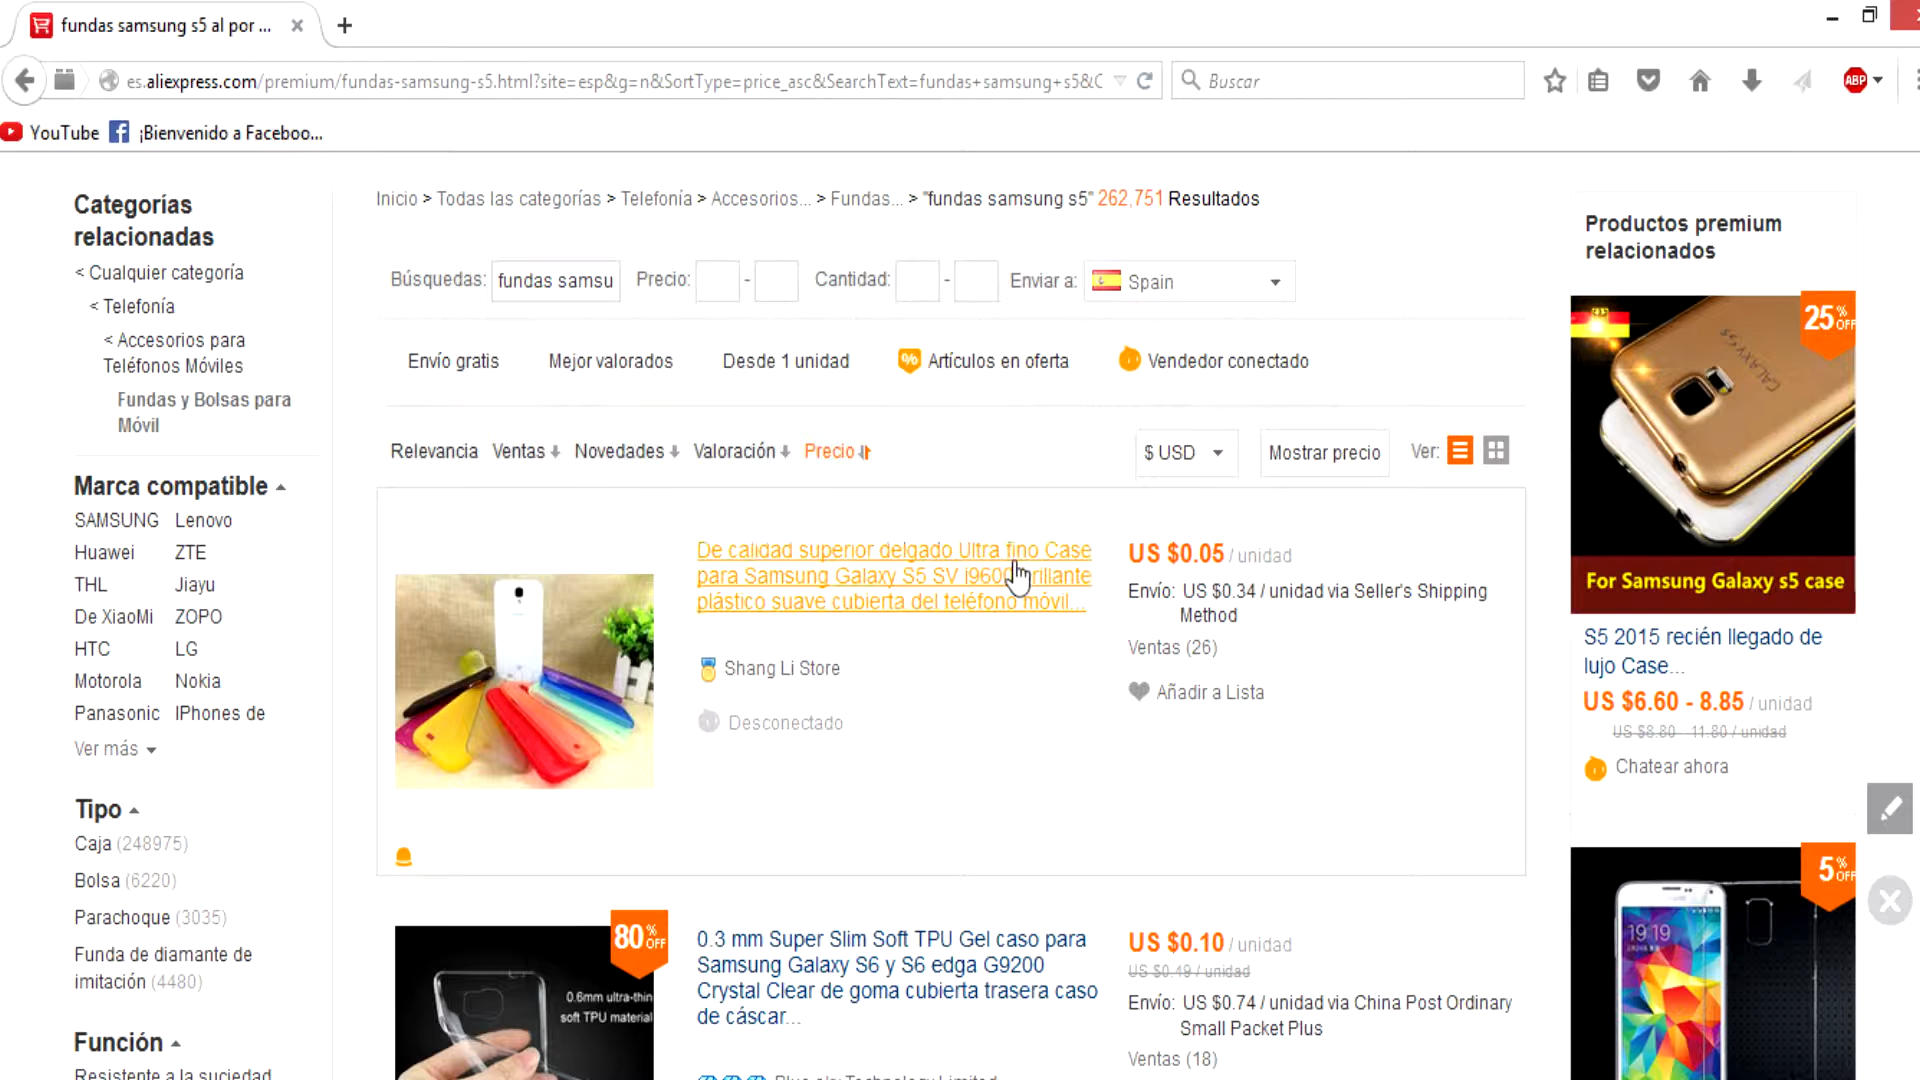 fundas samsung s5 al por ...
es.aliexpress.com/premium/fundas-samsung-s5.html?site=esp&g=n&SortType=price_asc&SearchText=fundas+samsung+s5&C
Buscar
ABP
YouTube
¡Bienvenido a Faceboo...
Categorías
relacionadas
< Cualquier categoría
< Telefonía
< Accesorios para
Teléfonos Móviles
Fundas y Bolsas para
Móvil
Marca compatible
SAMSUNG Lenovo
Huawei ZTE
THL Jiayu
De XiaoMi ZOPO
HTC LG
Motorola Nokia
Panasonic IPhones de
Ver más
Tipo
Caja (248975)
Bolsa (6220)
Parachoque (3035)
Funda de diamante de
imitación (4480)
Función
Resistente a la suciedad
Inicio > Todas las categorías > Telefonía > Accesorios... > Fundas... > "fundas samsung s5" 262,751 Resultados
Búsquedas: fundas samsu Precio: - Cantidad: - Enviar a: Spain
Envío gratis Mejor valorados Desde 1 unidad % Artículos en oferta Vendedor conectado
Relevancia Ventas Novedades Valoración Precio $ USD Mostrar precio Ver:
De calidad superior delgado Ultra fino Case
para Samsung Galaxy S5 SV i9600 brillante
plástico suave cubierta del teléfono móvil...
Shang Li Store
Desconectado
US $0.05 / unidad
Envío: US $0.34 / unidad via Seller's Shipping
Method
Ventas (26)
Añadir a Lista
80% OFF
0.6mm ultra-thin
soft TPU material
0.3 mm Super Slim Soft TPU Gel caso para
Samsung Galaxy S6 y S6 edga G9200
Crystal Clear de goma cubierta trasera caso
de cáscar...
Blue sky Technology Limited
US $0.10 / unidad
US $0.49 / unidad
Envío: US $0.74 / unidad via China Post Ordinary
Small Packet Plus
Ventas (18)
Productos premium
relacionados
25% OFF
GALAXY S5
For Samsung Galaxy s5 case
S5 2015 recién llegado de
lujo Case...
US $6.60 - 8.85 / unidad
US $8.80 - 11.80 / unidad
Chatear ahora
5% OFF
19 19